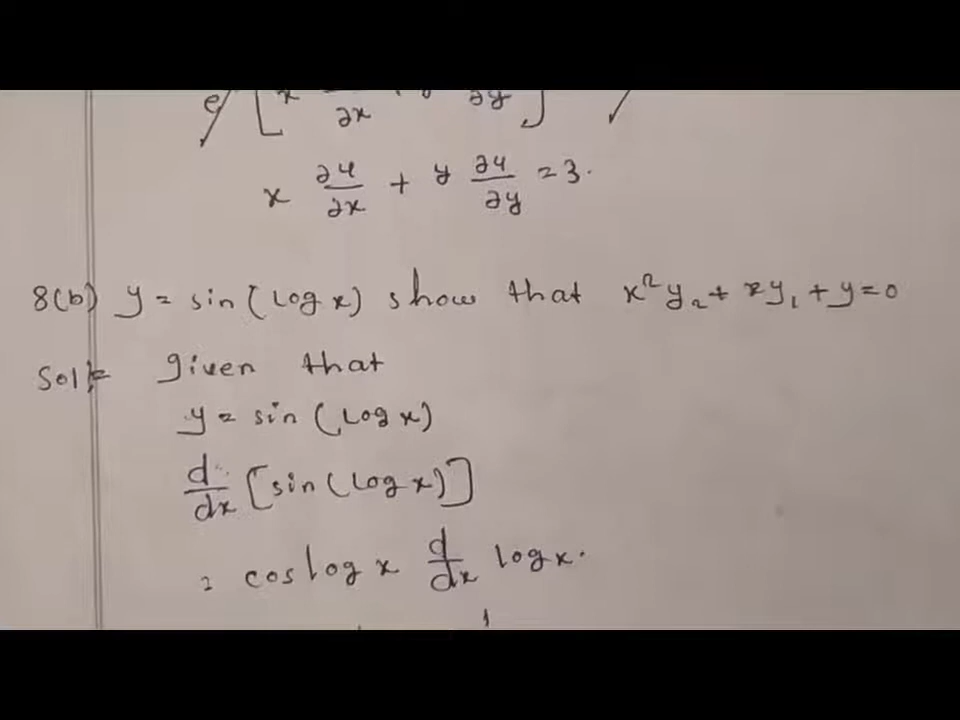 e [x ∂x ∂y]
x ∂u/∂x + y ∂u/∂y = 3.
8(b) y = sin (log x) show that x²y₂ + xy₁ + y = 0
Sol:- given that
y = sin (log x)
d/dx [sin (log x)]
= cos log x d/dx log x.